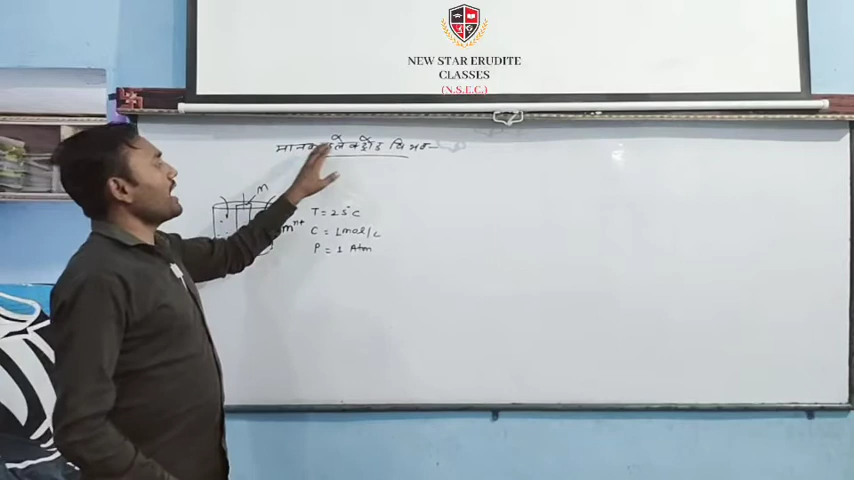 NEW STAR ERUDITE
CLASSES
(N.S.E.C.)
मानक इलेक्ट्रोड विभव
m
mⁿ⁺
T = 25°C
C = 1mol/L
P = 1 Atm